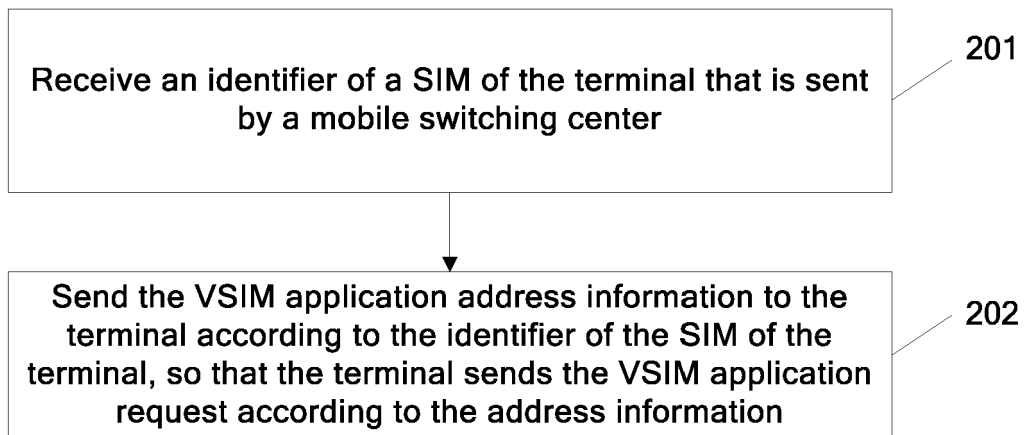 Receive an identifier of a SIM of the terminal that is sent
by a mobile switching center
201
Send the VSIM application address information to the
terminal according to the identifier of the SIM of the
terminal, so that the terminal sends the VSIM application
request according to the address information
202